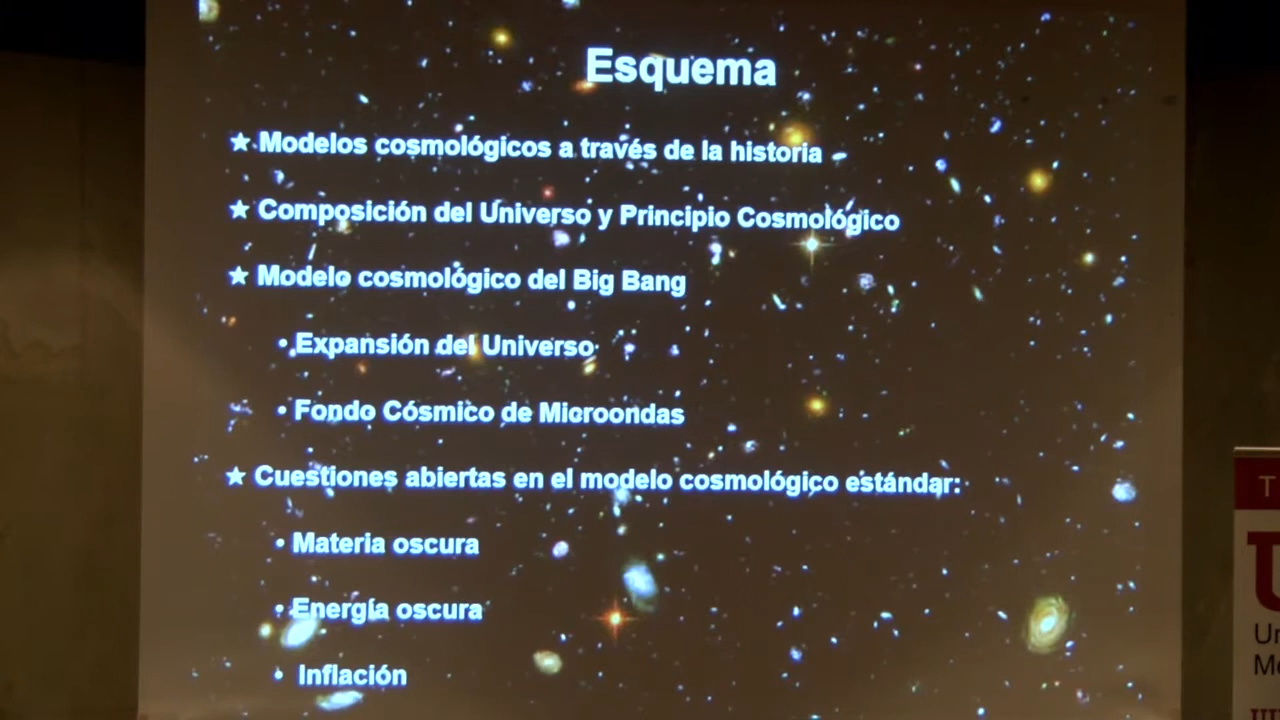 Esquema
★ Modelos cosmológicos a través de la historia
★ Composición del Universo y Principio Cosmológico
★ Modelo cosmológico del Big Bang
• Expansión del Universo
• Fondo Cósmico de Microondas
★ Cuestiones abiertas en el modelo cosmológico estándar:
• Materia oscura
• Energía oscura
• Inflación